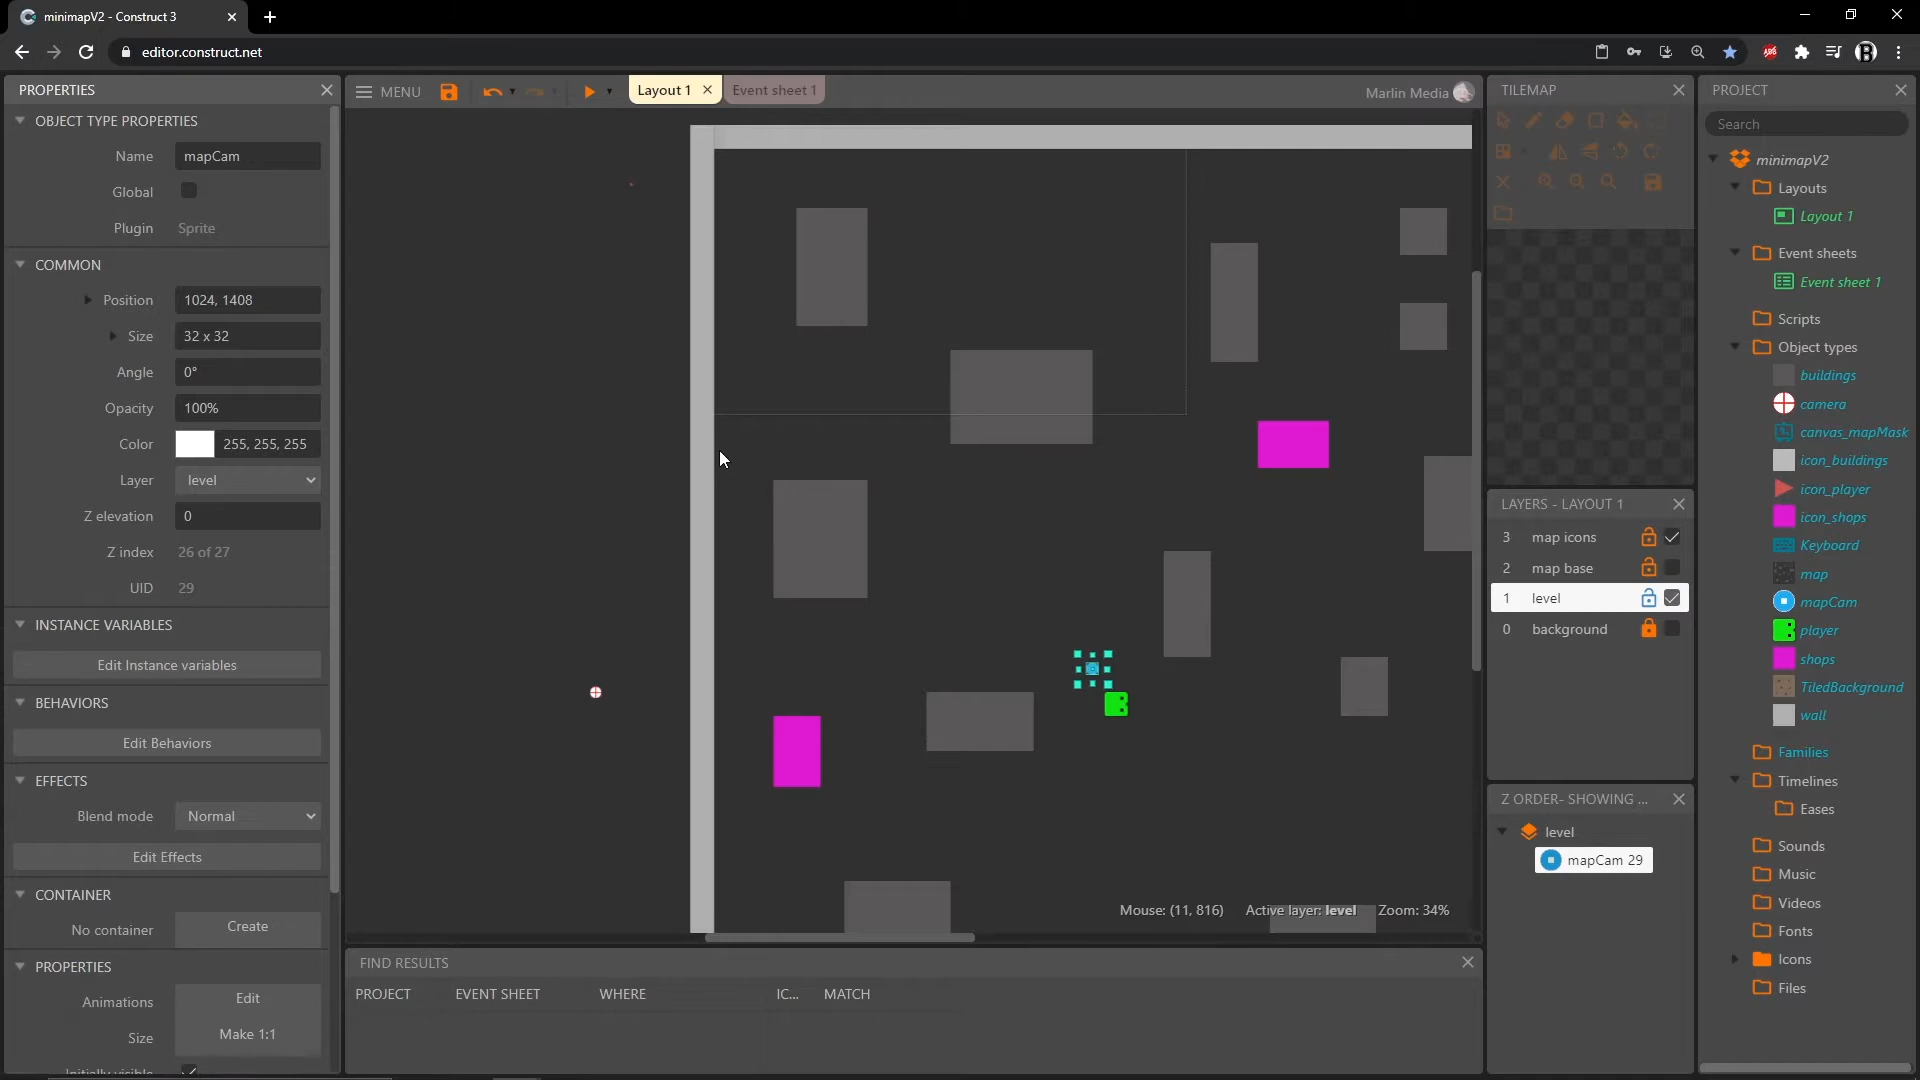 minimapV2 - Construct 3
editor.construct.net
PROPERTIES
OBJECT TYPE PROPERTIES
Name mapCam
Global
Plugin Sprite
COMMON
Position 1024, 1408
Size 32 x 32
Angle 0°
Opacity 100%
Color 255, 255, 255
Layer level
Z elevation 0
Z index 26 of 27
UID 29
INSTANCE VARIABLES
Edit Instance variables
BEHAVIORS
Edit Behaviors
EFFECTS
Blend mode Normal
Edit Effects
CONTAINER
No container Create
PROPERTIES
Animations Edit
Size Make 1:1
Initially visible
MENU
Layout 1
Event sheet 1
Marlin Media
Mouse: (11, 816) Active layer: level Zoom: 34%
FIND RESULTS
PROJECT EVENT SHEET WHERE IC... MATCH
TILEMAP
LAYERS - LAYOUT 1
3 map icons
2 map base
1 level
0 background
Z ORDER- SHOWING ...
level
mapCam 29
PROJECT
Search
minimapV2
Layouts
Layout 1
Event sheets
Event sheet 1
Scripts
Object types
buildings
camera
canvas_mapMask
icon_buildings
icon_player
icon_shops
Keyboard
map
mapCam
player
shops
TiledBackground
wall
Families
Timelines
Eases
Sounds
Music
Videos
Fonts
Icons
Files